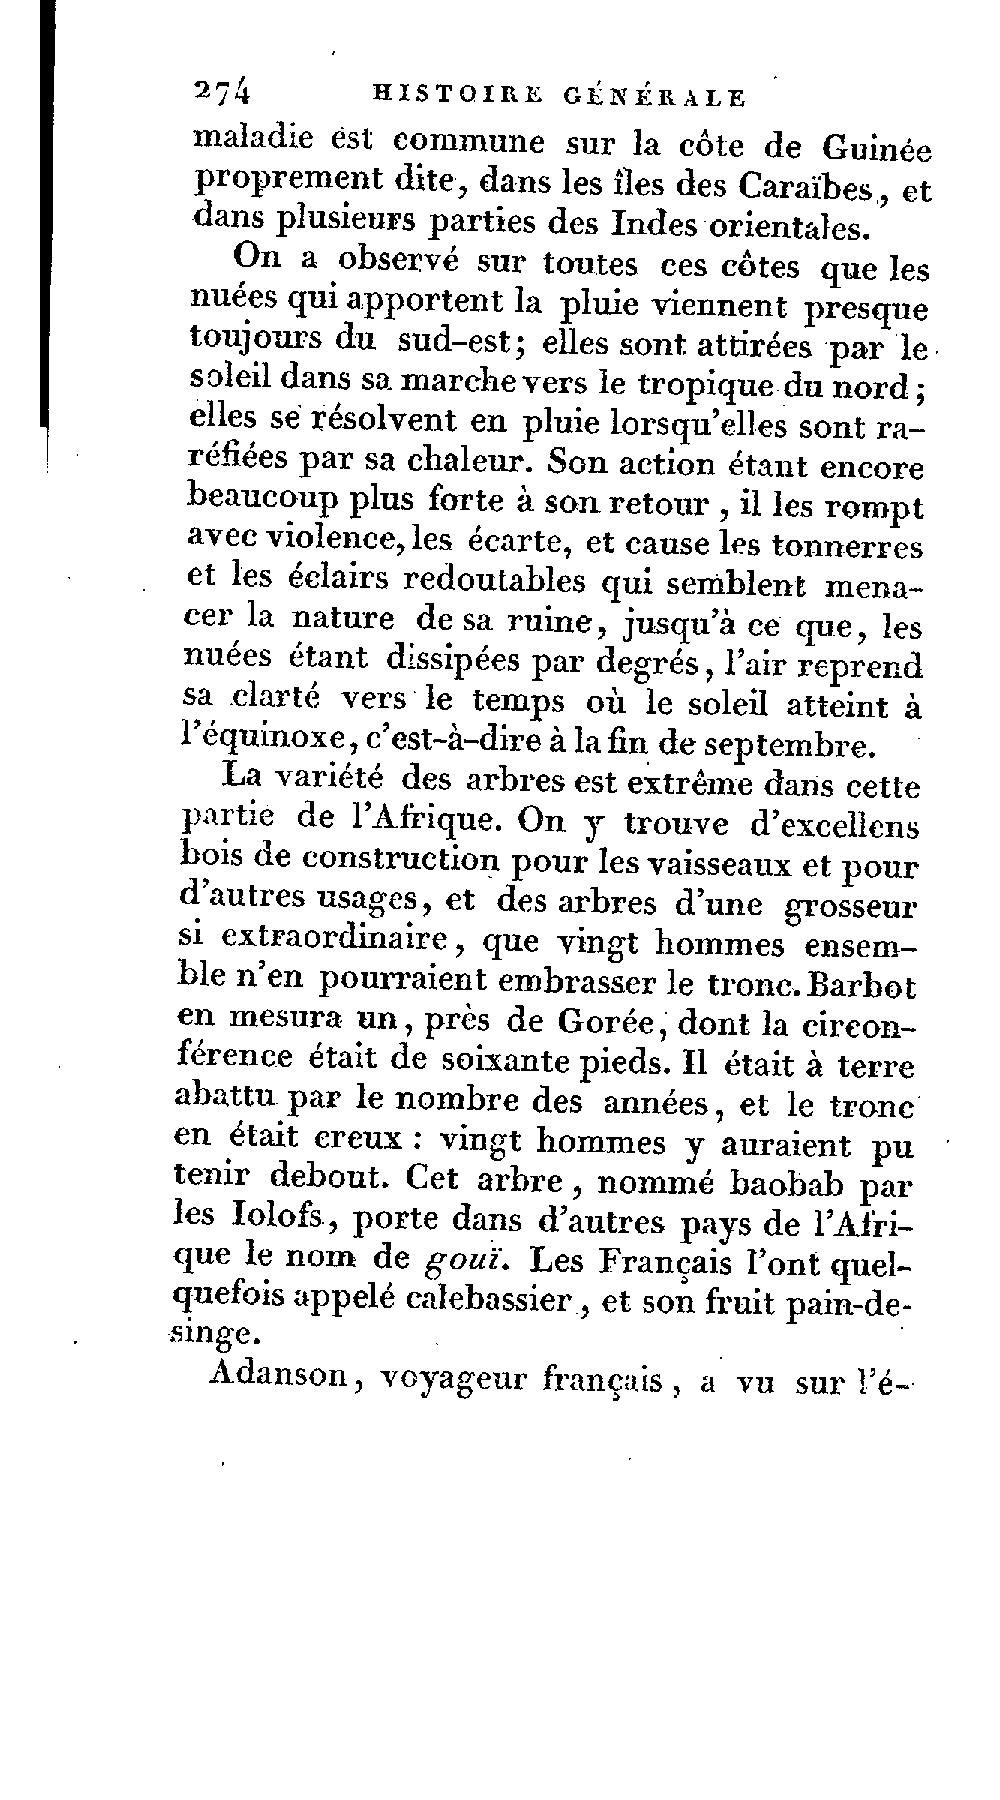 274 HISTOIRE GÉNÉRALE
maladie est commune sur la côte de Guinée
proprement dite, dans les îles des Caraïbes, et
dans plusieurs parties des Indes orientales.
On a observé sur toutes ces côtes que les
nuées qui apportent la pluie viennent presque
toujours du sud-est; elles sont attirées par le
soleil dans sa marche vers le tropique du nord;
elles se résolvent en pluie lorsqu'elles sont ra-
réfiées par sa chaleur. Son action étant encore
beaucoup plus forte à son retour, il les rompt
avec violence, les écarte, et cause les tonnerres
et les éclairs redoutables qui semblent mena-
cer la nature de sa ruine, jusqu'à ce que, les
nuées étant dissipées par degrés, l'air reprend
sa clarté vers le temps où le soleil atteint à
l'équinoxe, c'est-à-dire à la fin de septembre.
La variété des arbres est extrême dans cette
partie de l'Afrique. On y trouve d'excellens
bois de construction pour les vaisseaux et pour
d'autres usages, et des arbres d'une grosseur
si extraordinaire, que vingt hommes ensem-
ble n'en pourraient embrasser le tronc. Barbot
en mesura un, près de Gorée, dont la circon-
férence était de soixante pieds. Il était à terre
abattu par le nombre des années, et le tronc
en était creux : vingt hommes y auraient pu
tenir debout. Cet arbre, nommé baobab par
les Iolofs, porte dans d'autres pays de l'Afri-
que le nom de gouï. Les Français l'ont quel-
quefois appelé calebassier, et son fruit pain-de-
singe.
Adanson, voyageur français, a vu sur l'é-